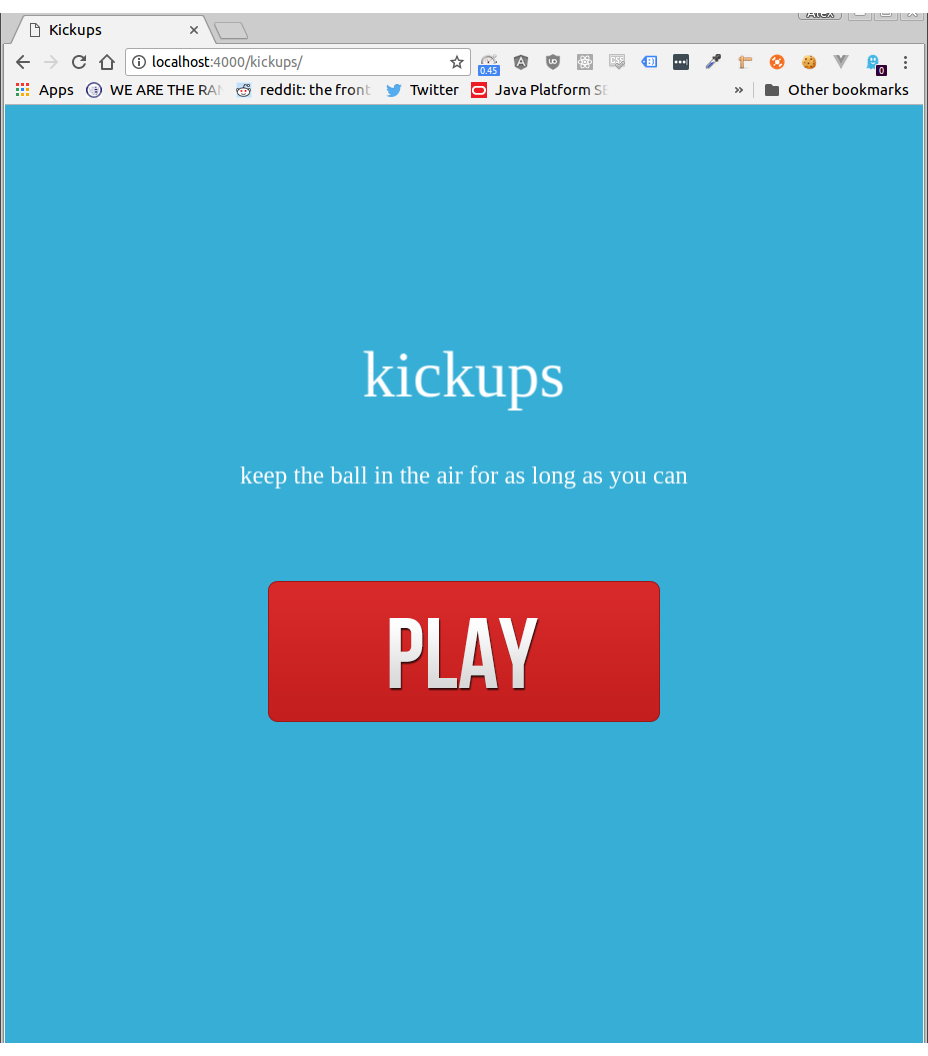 Alex
Kickups
localhost:4000/kickups/
0.45
0
Apps
WE ARE THE RAN
reddit: the front
Twitter
Java Platform SE
»
Other bookmarks
kickups
keep the ball in the air for as long as you can
PLAY